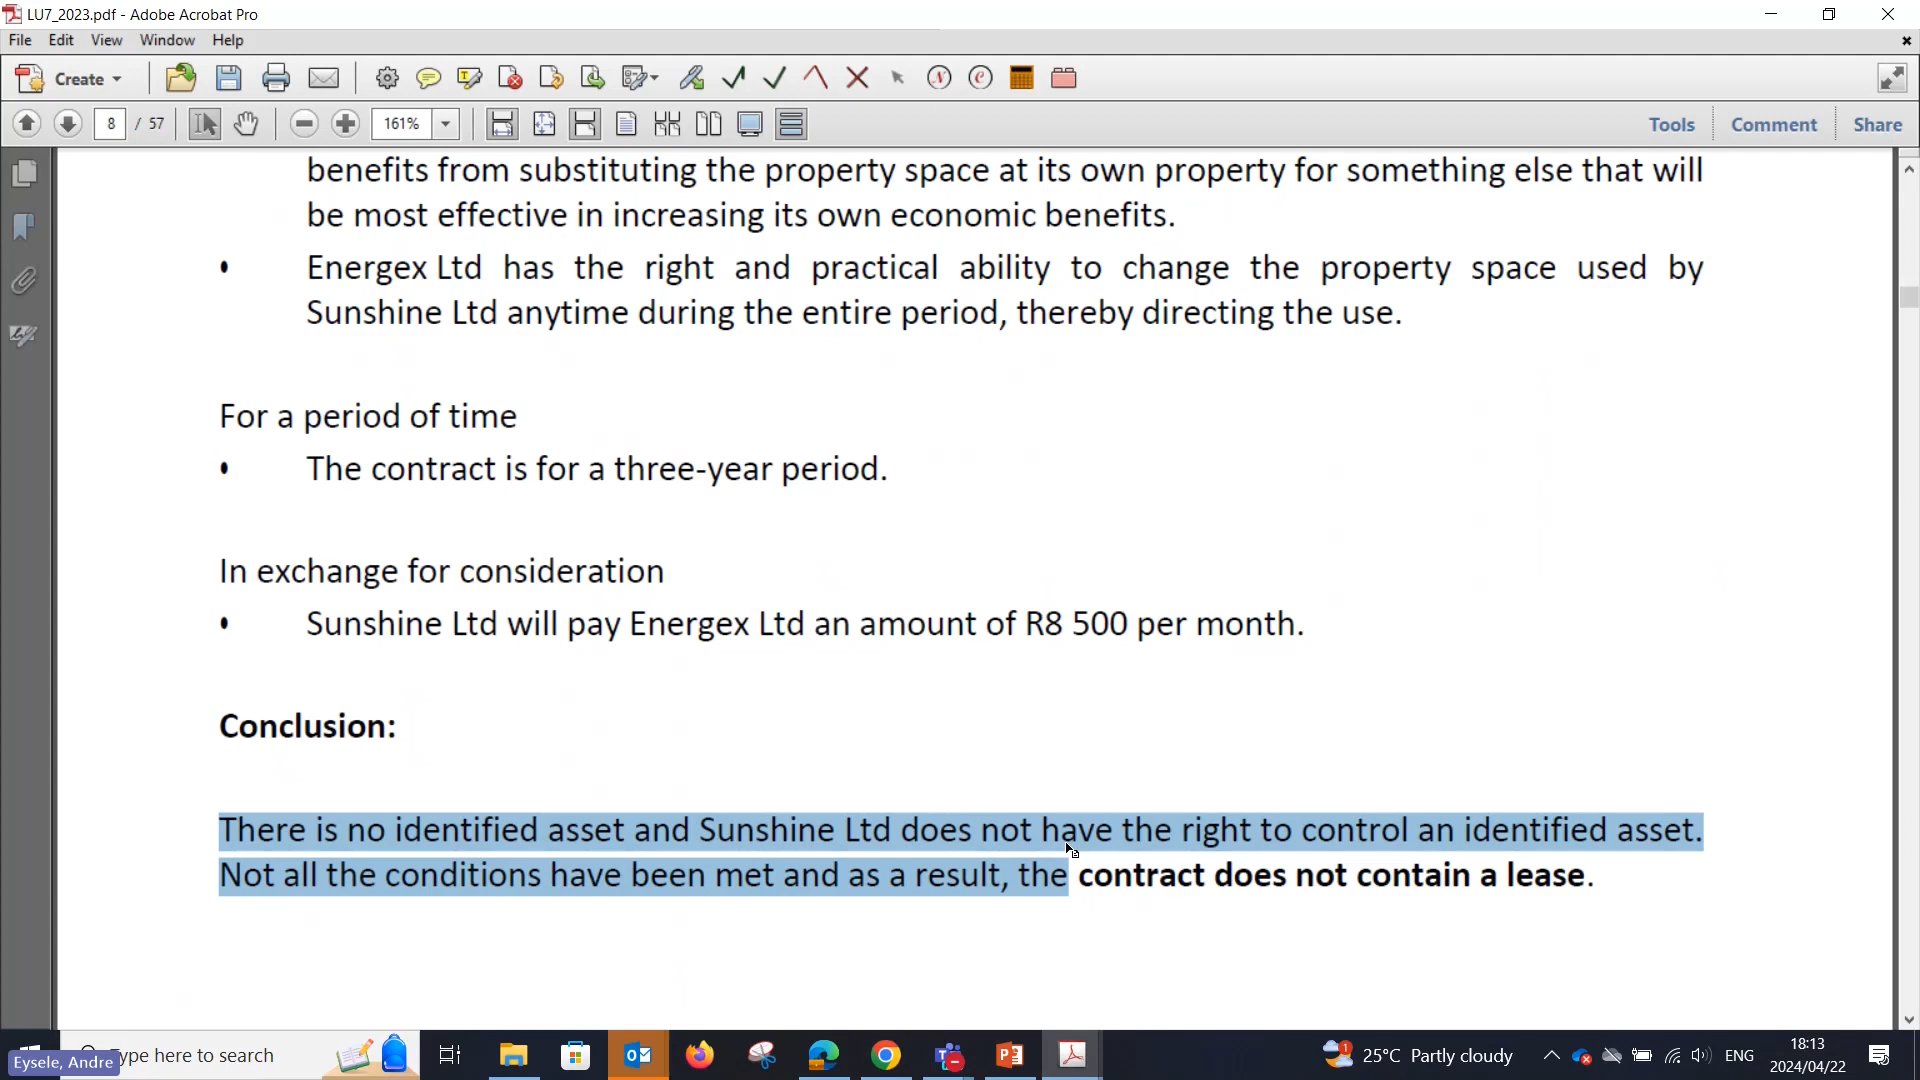 LU7_2023.pdf - Adobe Acrobat Pro
File Edit View Window Help
Create
8 / 57 161% Tools Comment Share
benefits from substituting the property space at its own property for something else that will
be most effective in increasing its own economic benefits.
• Energex Ltd has the right and practical ability to change the property space used by
Sunshine Ltd anytime during the entire period, thereby directing the use.
For a period of time
• The contract is for a three-year period.
In exchange for consideration
• Sunshine Ltd will pay Energex Ltd an amount of R8 500 per month.
Conclusion:
There is no identified asset and Sunshine Ltd does not have the right to control an identified asset.
Not all the conditions have been met and as a result, the contract does not contain a lease.
Eysele, Andre
Type here to search
25°C Partly cloudy
ENG
18:13
2024/04/22